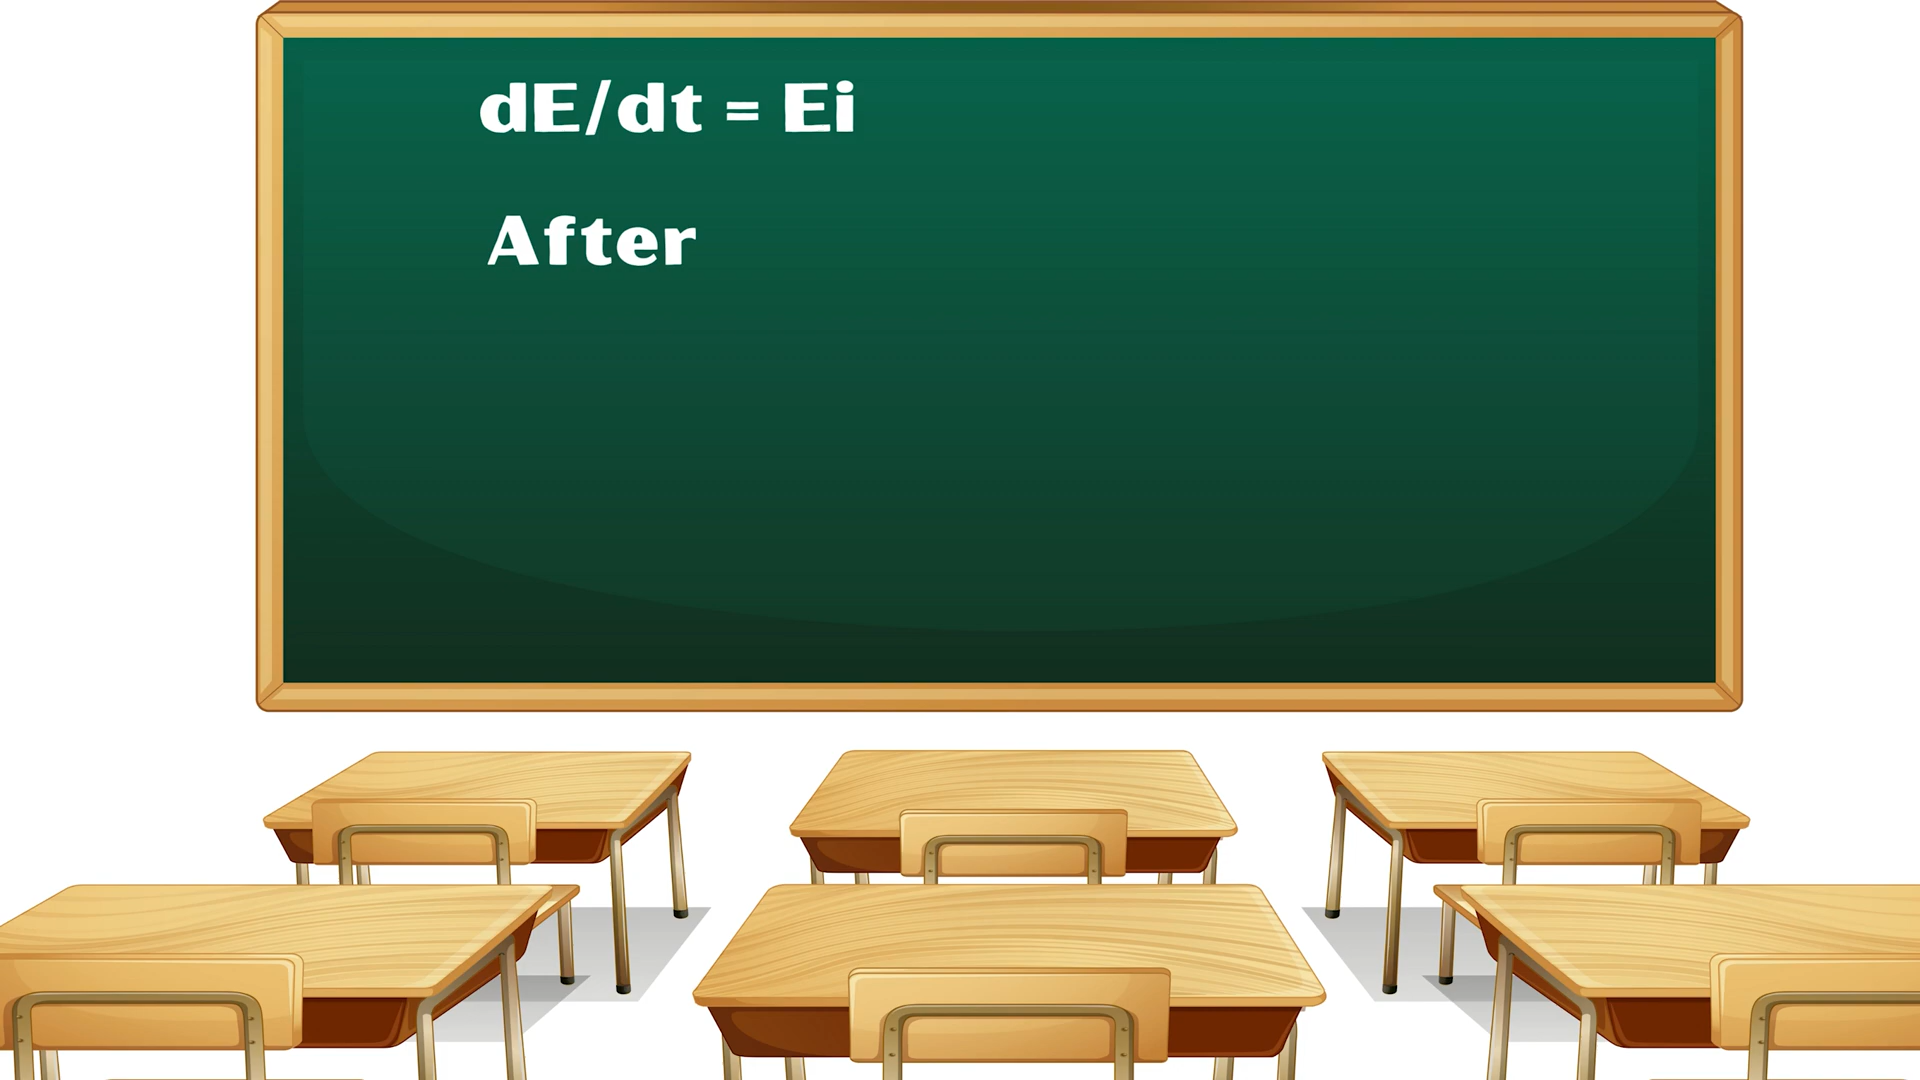 dE/dt = Ei
After